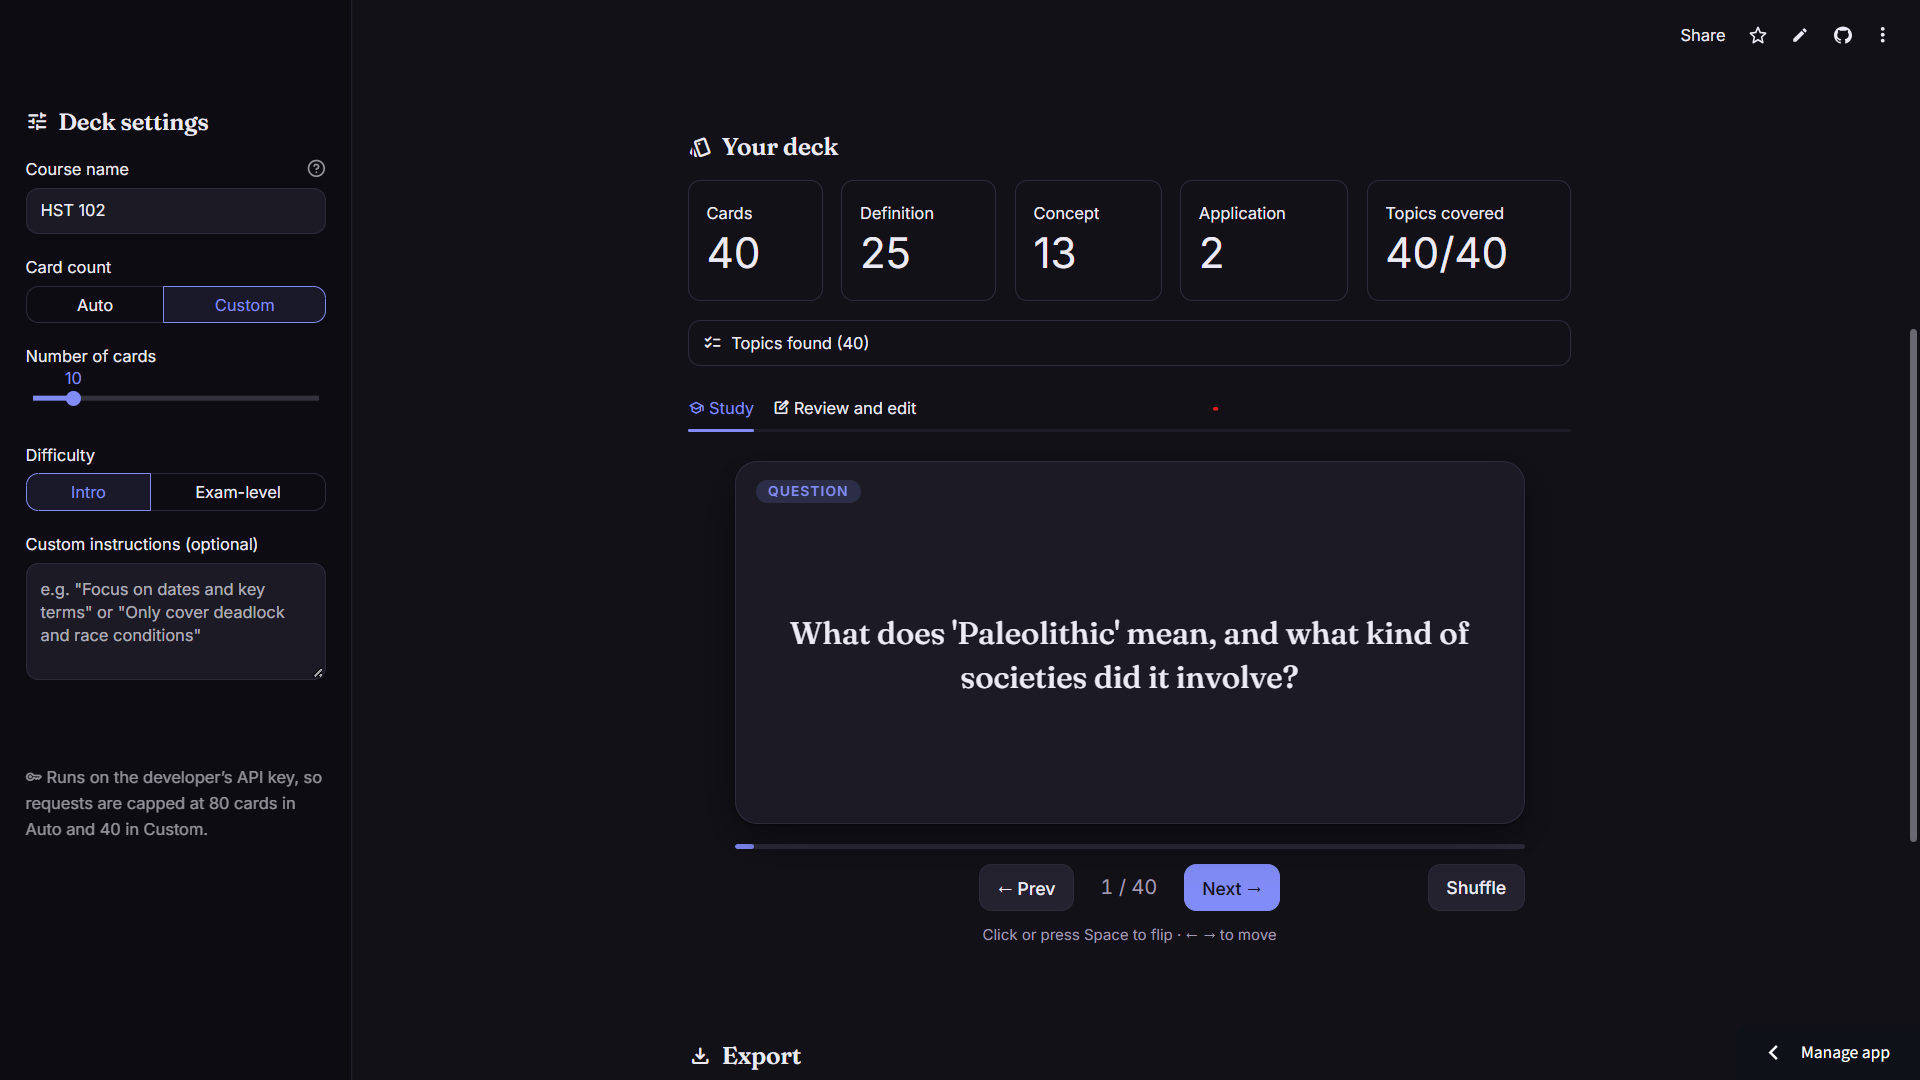 Share
Deck settings
Course name
HST 102
Card count
Auto
Custom
Number of cards
10
Difficulty
Intro
Exam-level
Custom instructions (optional)
e.g. "Focus on dates and key
terms" or "Only cover deadlock
and race conditions"
Runs on the developer's API key, so
requests are capped at 80 cards in
Auto and 40 in Custom.
Your deck
Cards
40
Definition
25
Concept
13
Application
2
Topics covered
40/40
Topics found (40)
Study
Review and edit
QUESTION
What does 'Paleolithic' mean, and what kind of
societies did it involve?
← Prev
1 / 40
Next →
Shuffle
Click or press Space to flip · ← → to move
Export
Manage app